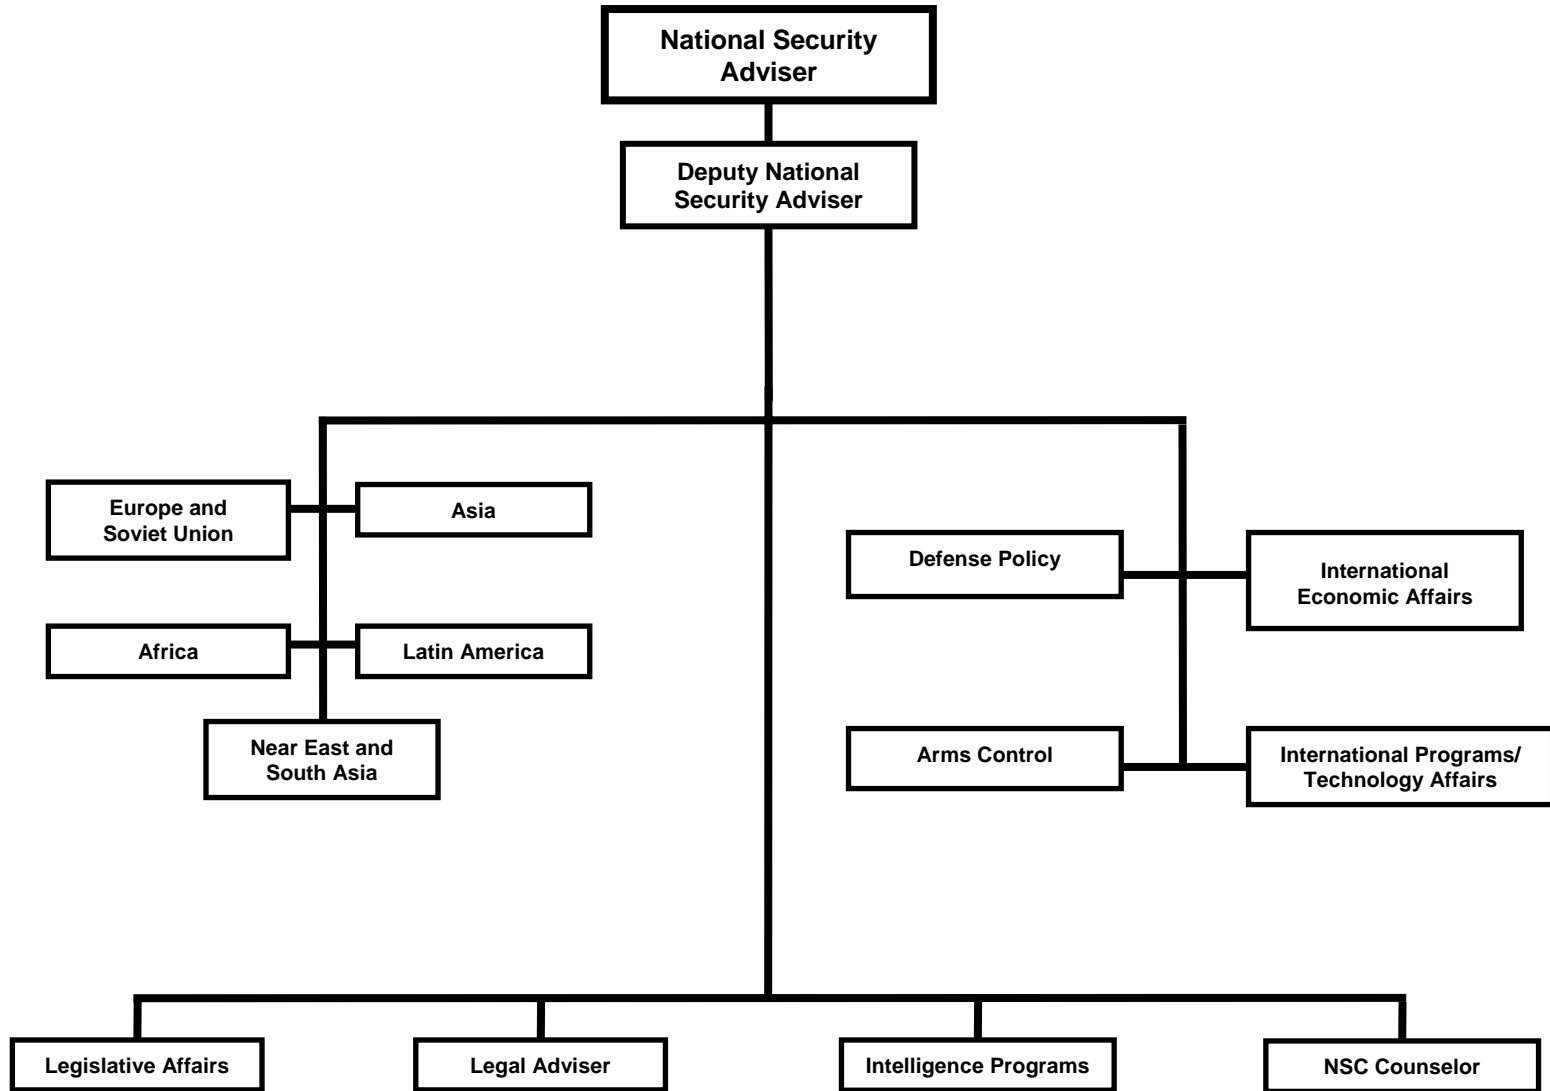 National Security
Adviser
Deputy National
Security Adviser
Europe and
Soviet Union
Asia
Africa
Latin America
Near East and
South Asia
Defense Policy
International
Economic Affairs
Arms Control
International Programs/
Technology Affairs
Legislative Affairs
Legal Adviser
Intelligence Programs
NSC Counselor